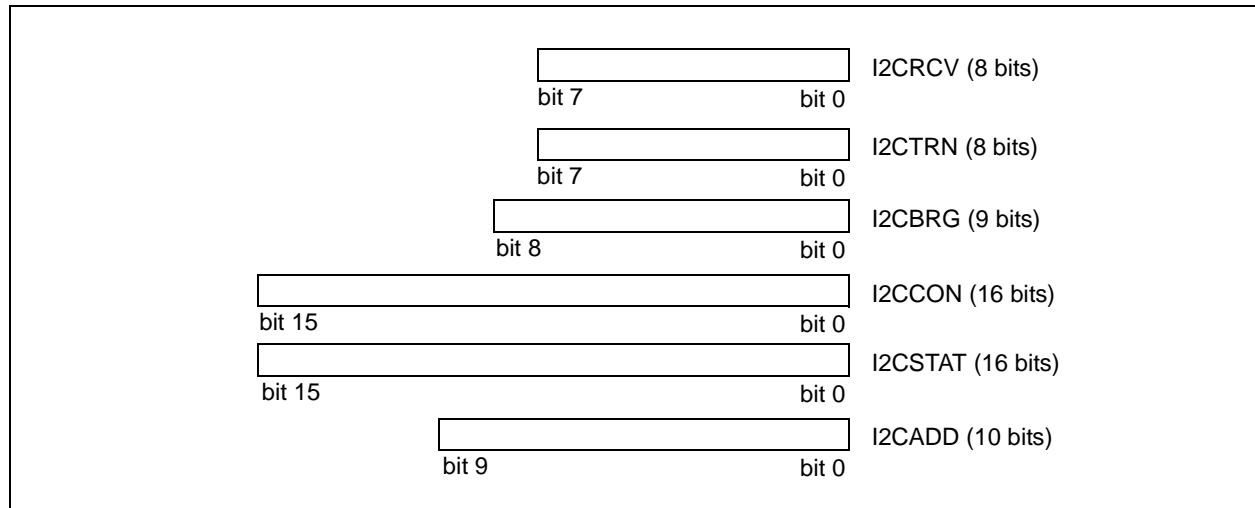 I2CRCV (8 bits)
bit 7 bit 0
I2CTRN (8 bits)
bit 7 bit 0
I2CBRG (9 bits)
bit 8 bit 0
I2CCON (16 bits)
bit 15 bit 0
I2CSTAT (16 bits)
bit 15 bit 0
I2CADD (10 bits)
bit 9 bit 0